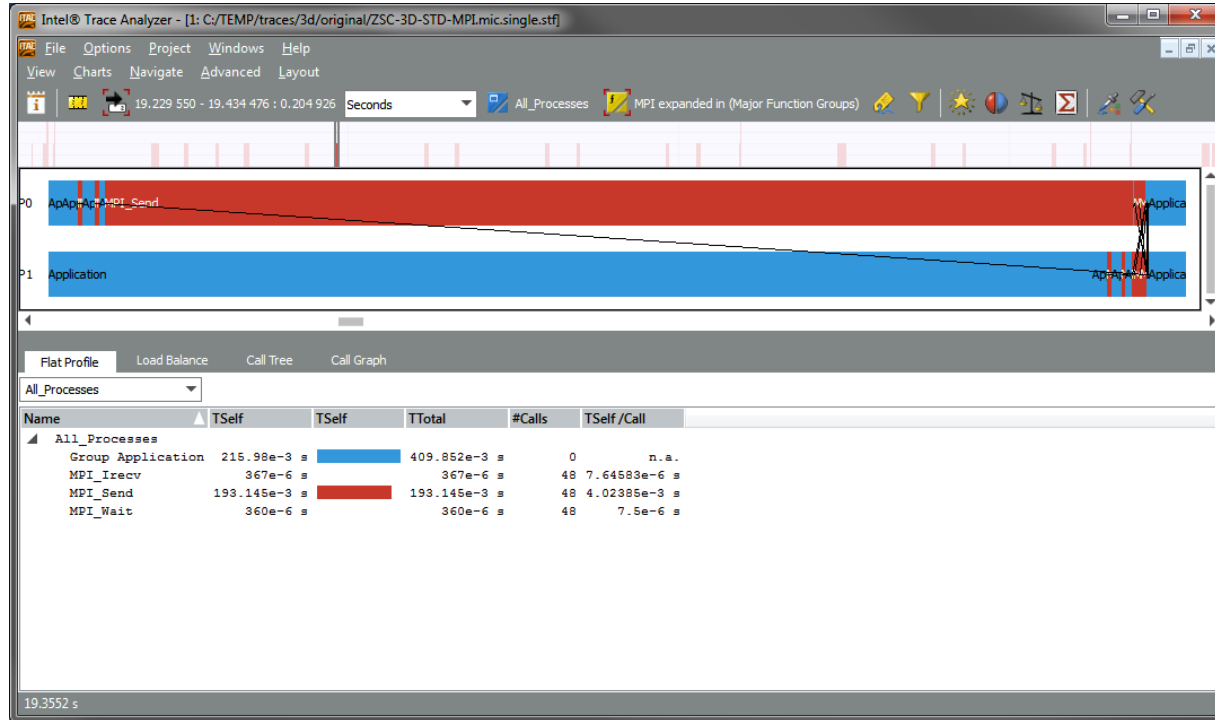 Intel® Trace Analyzer - [1: C:/TEMP/traces/3d/original/ZSC-3D-STD-MPI.mic.single.stf]
File Options Project Windows Help
View Charts Navigate Advanced Layout
19.229 550 - 19.434 476 : 0.204 926 Seconds All_Processes MPI expanded in (Major Function Groups)
P0 ApAp Ap MPI_Send Applica
P1 Application Ap Ap Applica
Flat Profile Load Balance Call Tree Call Graph
All_Processes
Name TSelf TSelf TTotal #Calls TSelf /Call
All_Processes
Group Application 215.98e-3 s 409.852e-3 s 0 n.a.
MPI_Irecv 367e-6 s 367e-6 s 48 7.64583e-6 s
MPI_Send 193.145e-3 s 193.145e-3 s 48 4.02385e-3 s
MPI_Wait 360e-6 s 360e-6 s 48 7.5e-6 s
19.3552 s